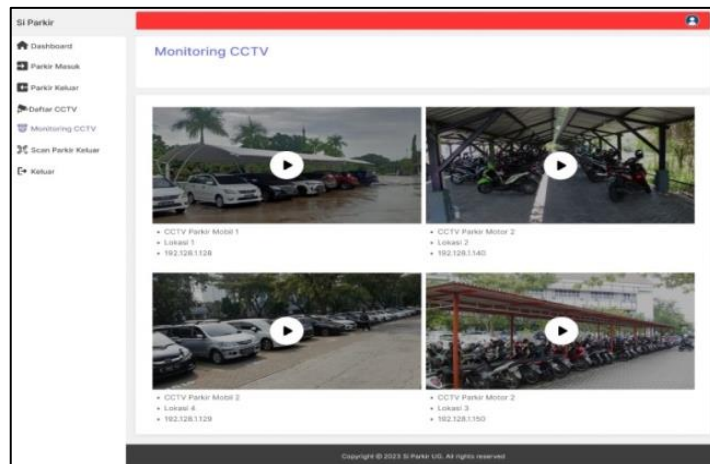 Si Parkir
Dashboard
Parkir Masuk
Parkir Keluar
Daftar CCTV
Monitoring CCTV
Scan Parkir Keluar
Keluar
Monitoring CCTV
• CCTV Parkir Mobil 1
• Lokasi 1
• 192.128.1.128
• CCTV Parkir Motor 2
• Lokasi 2
• 192.128.1.140
• CCTV Parkir Mobil 2
• Lokasi 4
• 192.128.1.129
• CCTV Parkir Motor 2
• Lokasi 3
• 192.128.1.150
Copyright © 2023 Si Parkir UG. All rights reserved